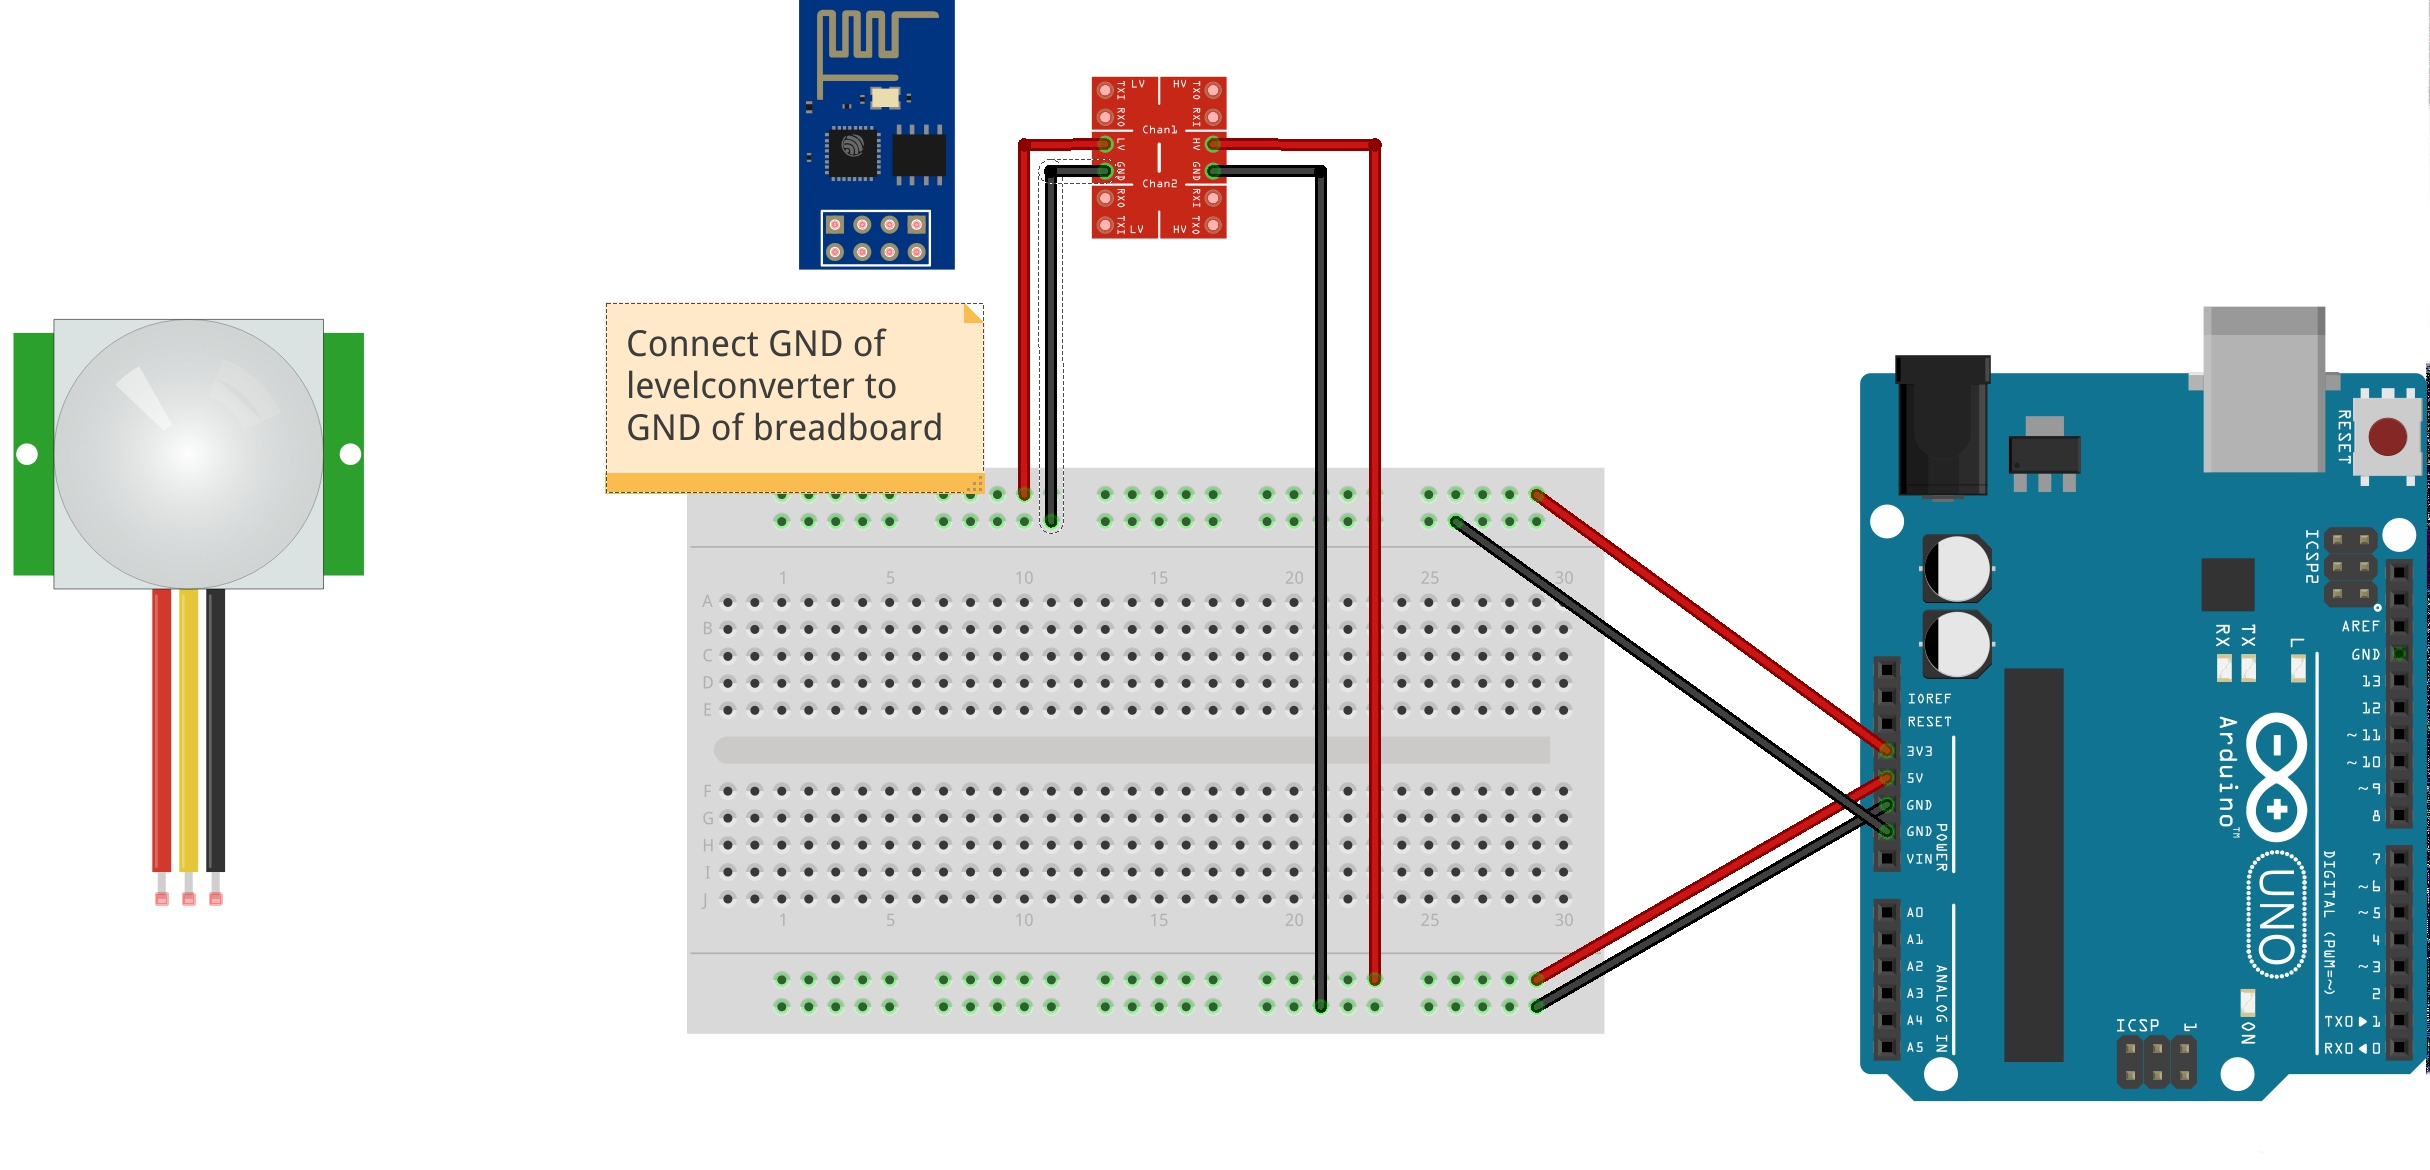 LV HV
TXI TXO
RXO RXI
Chan1
LV HV
GND GND
Chan2
RXO RXI
TXI TXO
LV HV
Connect GND of
levelconverter to
GND of breadboard
1 5 10 15 20 25 30
A
B
C
D
E
F
G
H
I
J
1 5 10 15 20 25 30
RESET
ICSP2
RX TX L
AREF
GND
13
12
~11
~10
~9
8
7
~6
~5
4
~3
2
TX0▶1
RX0◀0
DIGITAL (PWM=~)
Arduino™
UNO
IOREF
RESET
3V3
5V
GND
GND
VIN
POWER
A0
A1
A2
A3
A4
A5
ANALOG IN
ICSP 1
ON